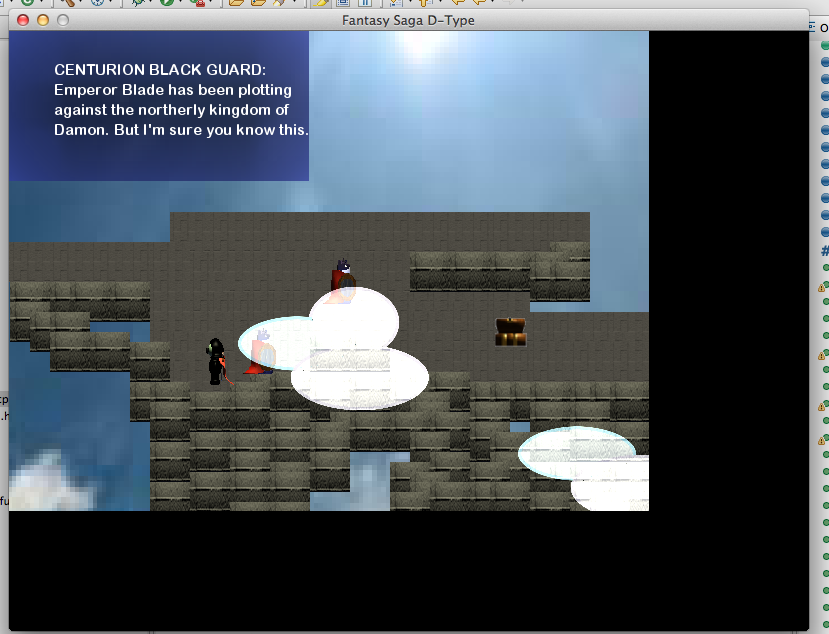 Fantasy Saga D-Type
CENTURION BLACK GUARD:
Emperor Blade has been plotting
against the northerly kingdom of
Damon. But I'm sure you know this.